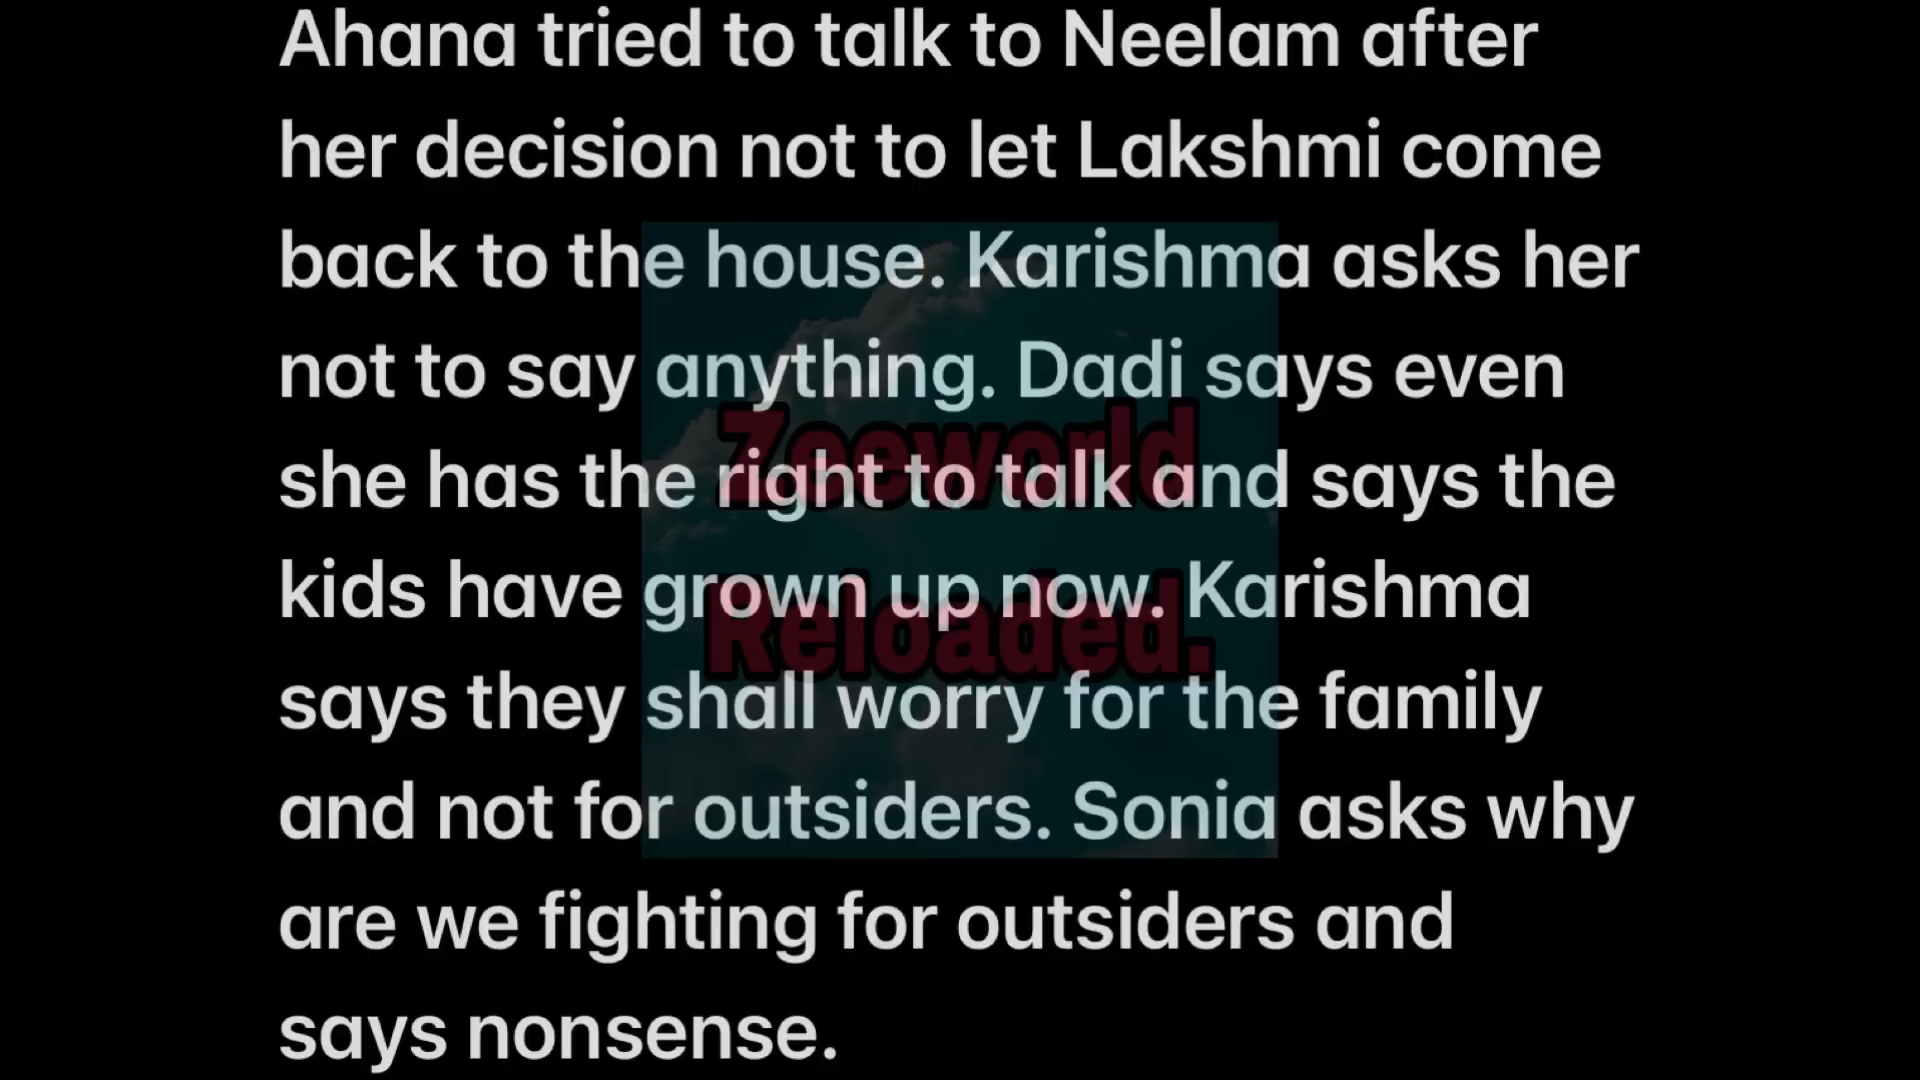 Ahana tried to talk to Neelam after
her decision not to let Lakshmi come
back to the house. Karishma asks her
not to say anything. Dadi says even
she has the right to talk and says the
kids have grown up now. Karishma
says they shall worry for the family
and not for outsiders. Sonia asks why
are we fighting for outsiders and
says nonsense.
Zeeworld
Reloaded.